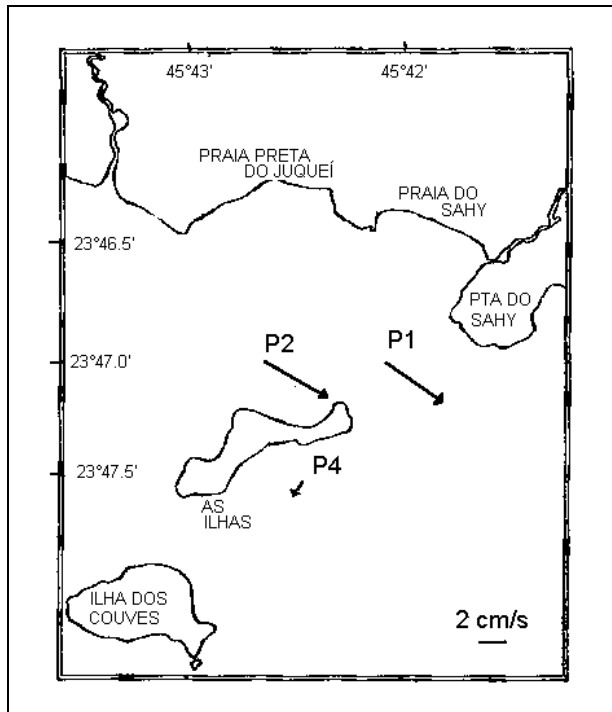 45°43'
45°42'
PRAIA PRETA
DO JUQUEÍ
PRAIA DO
SAHY
23°46.5'
PTA DO
SAHY
P2
P1
23°47.0'
P4
23°47.5'
AS
ILHAS
ILHA DOS
COUVES
2 cm/s